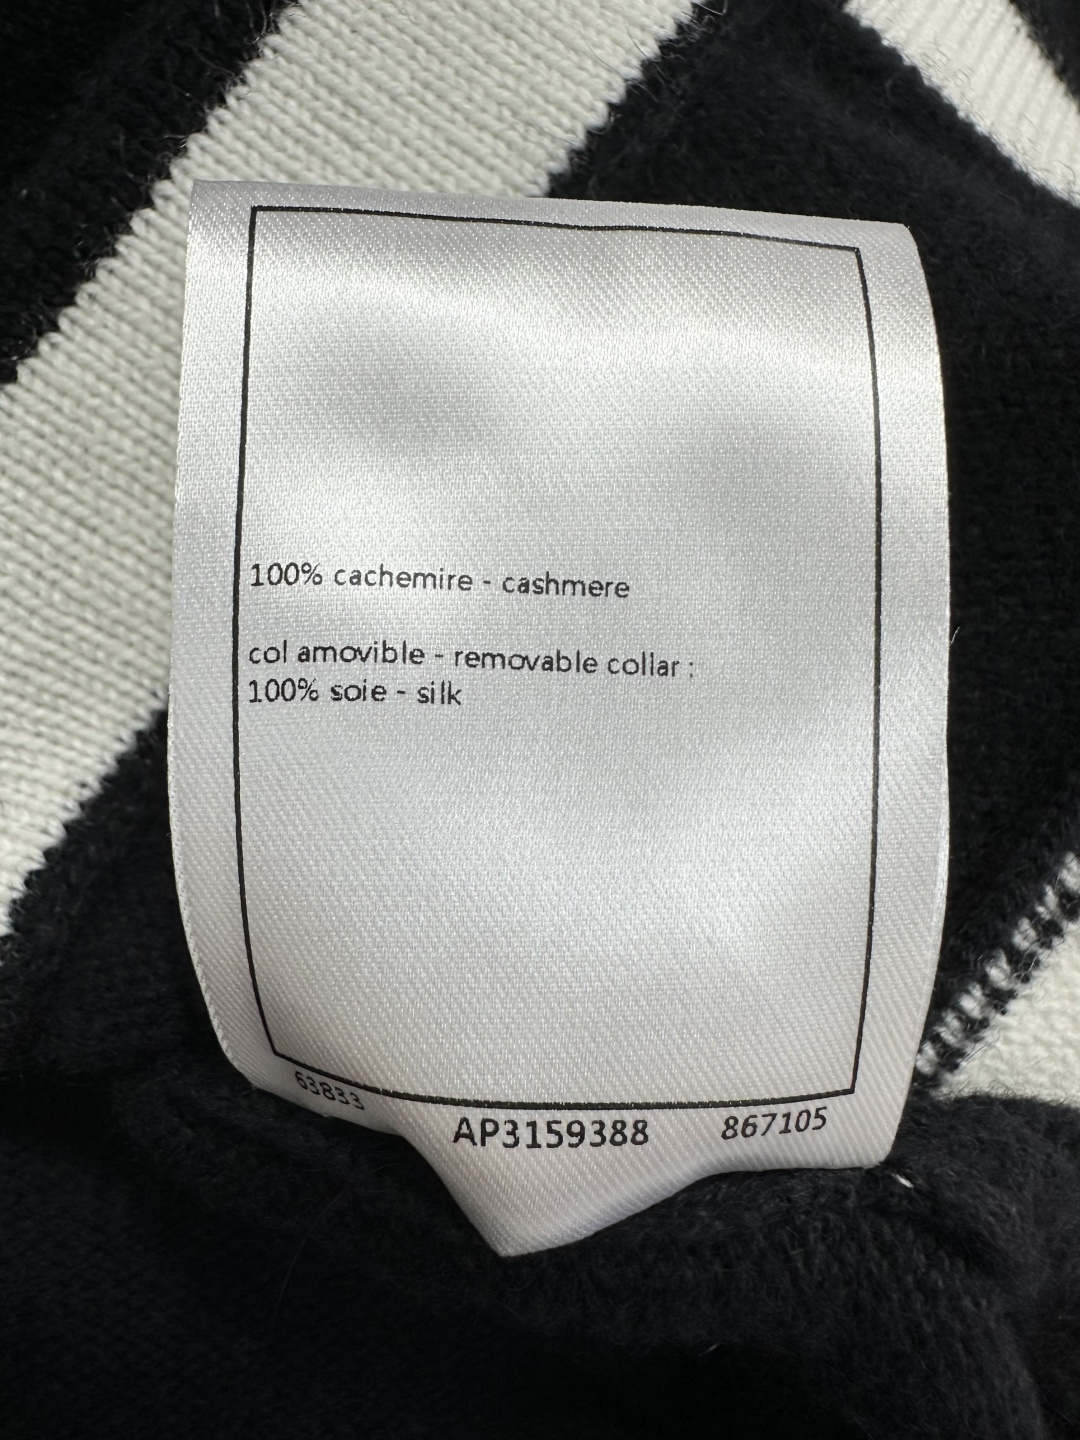 100% cachemire - cashmere
col amovible - removable collar :
100% soie - silk
63833
AP3159388
867105